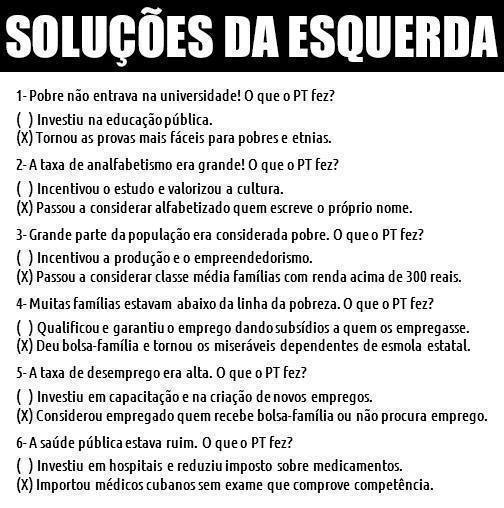 SOLUÇÕES DA ESQUERDA
1- Pobre não entrava na universidade! O que o PT fez?
( ) Investiu na educação pública.
(X) Tornou as provas mais fáceis para pobres e etnias.
2- A taxa de analfabetismo era grande! O que o PT fez?
( ) Incentivou o estudo e valorizou a cultura.
(X) Passou a considerar alfabetizado quem escreve o próprio nome.
3- Grande parte da população era considerada pobre. O que o PT fez?
( ) Incentivou a produção e o empreendedorismo.
(X) Passou a considerar classe média famílias com renda acima de 300 reais.
4- Muitas famílias estavam abaixo da linha da pobreza. O que o PT fez?
( ) Qualificou e garantiu o emprego dando subsídios a quem os empregasse.
(X) Deu bolsa-família e tornou os miseráveis dependentes de esmola estatal.
5- A taxa de desemprego era alta. O que o PT fez?
( ) Investiu em capacitação e na criação de novos empregos.
(X) Considerou empregado quem recebe bolsa-família ou não procura emprego.
6- A saúde pública estava ruim. O que o PT fez?
( ) Investiu em hospitais e reduziu imposto sobre medicamentos.
(X) Importou médicos cubanos sem exame que comprove competência.